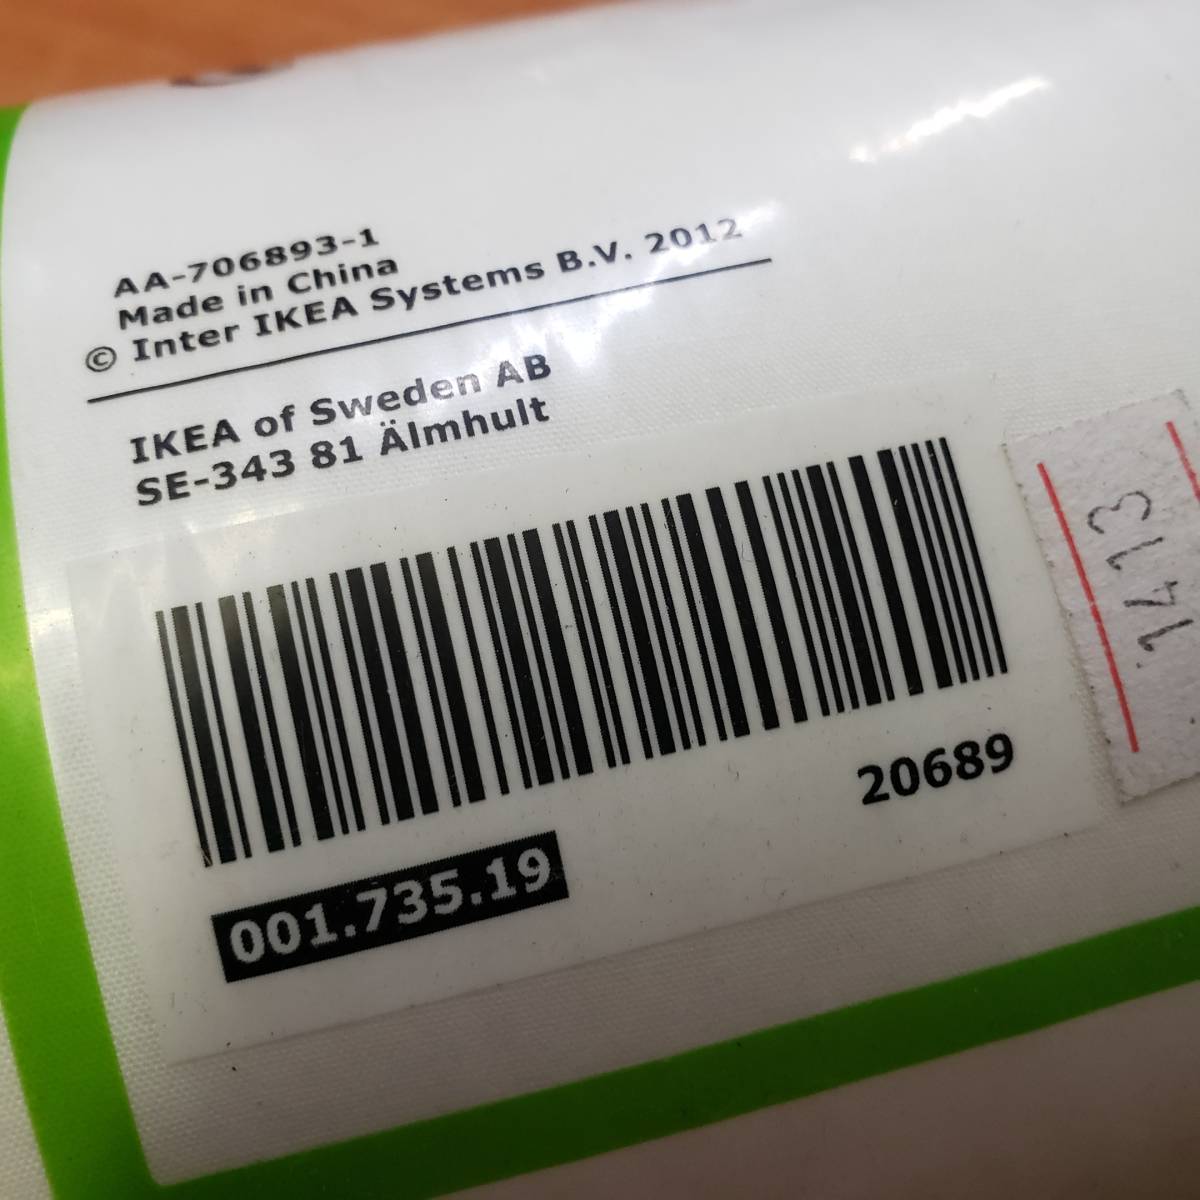 AA-706893-1
Made in China
© Inter IKEA Systems B.V. 2012
IKEA of Sweden AB
SE-343 81 Älmhult
20689
001.735.19
1413